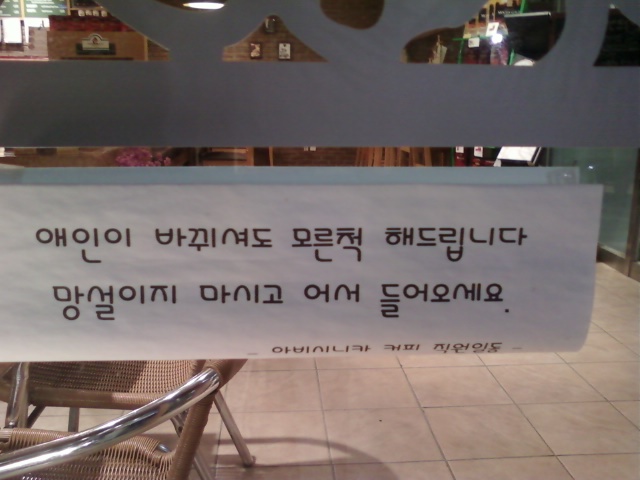 애인이 바뀌셔도 모른척 해드립니다
망설이지 마시고 어서 들어오세요.
- 아비시니카 커피 직원일동 -